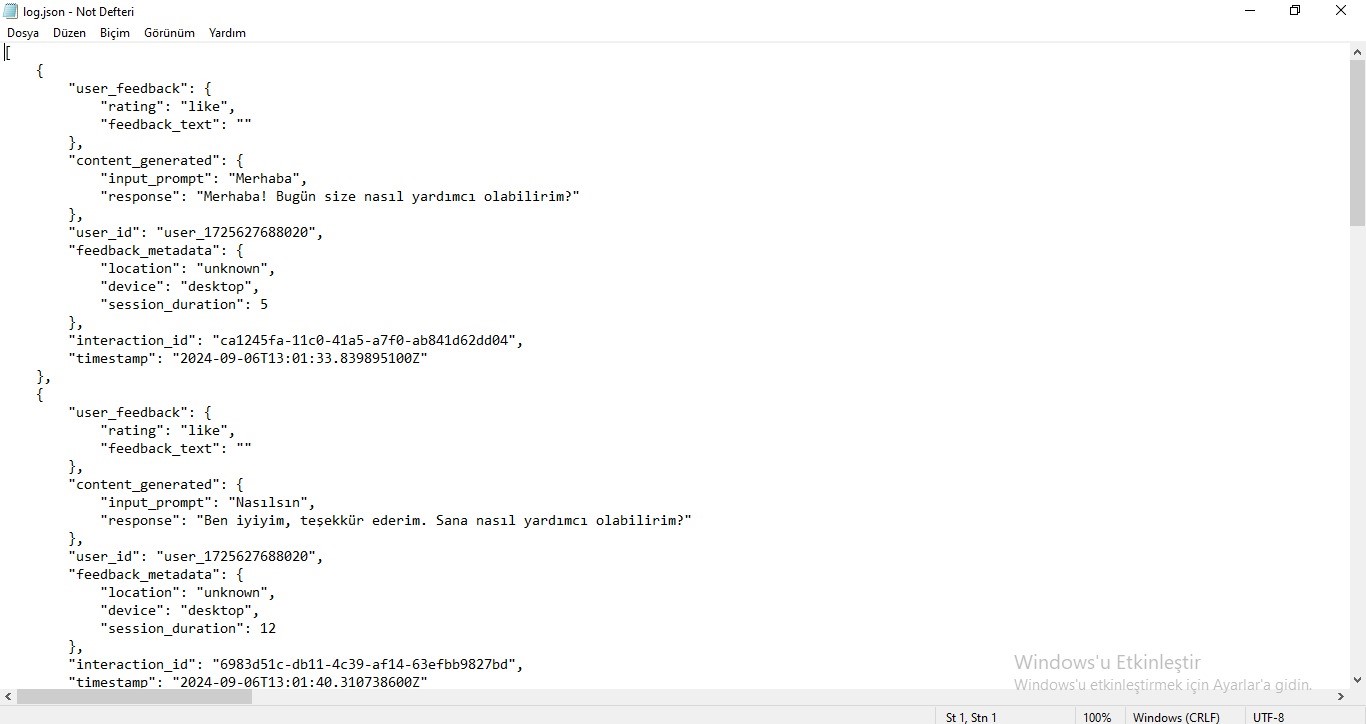 log.json - Not Defteri
Dosya Düzen Biçim Görünüm Yardım
[
    {
        "user_feedback": {
            "rating": "like",
            "feedback_text": ""
        },
        "content_generated": {
            "input_prompt": "Merhaba",
            "response": "Merhaba! Bugün size nasıl yardımcı olabilirim?"
        },
        "user_id": "user_1725627688020",
        "feedback_metadata": {
            "location": "unknown",
            "device": "desktop",
            "session_duration": 5
        },
        "interaction_id": "ca1245fa-11c0-41a5-a7f0-ab841d62dd04",
        "timestamp": "2024-09-06T13:01:33.839895100Z"
    },
    {
        "user_feedback": {
            "rating": "like",
            "feedback_text": ""
        },
        "content_generated": {
            "input_prompt": "Nasılsın",
            "response": "Ben iyiyim, teşekkür ederim. Sana nasıl yardımcı olabilirim?"
        },
        "user_id": "user_1725627688020",
        "feedback_metadata": {
            "location": "unknown",
            "device": "desktop",
            "session_duration": 12
        },
        "interaction_id": "6983d51c-db11-4c39-af14-63efbb9827bd",
        "timestamp": "2024-09-06T13:01:40.310738600Z"
Windows'u Etkinleştir
Windows'u etkinleştirmek için Ayarlar'a gidin.
St 1, Stn 1 100% Windows (CRLF) UTF-8